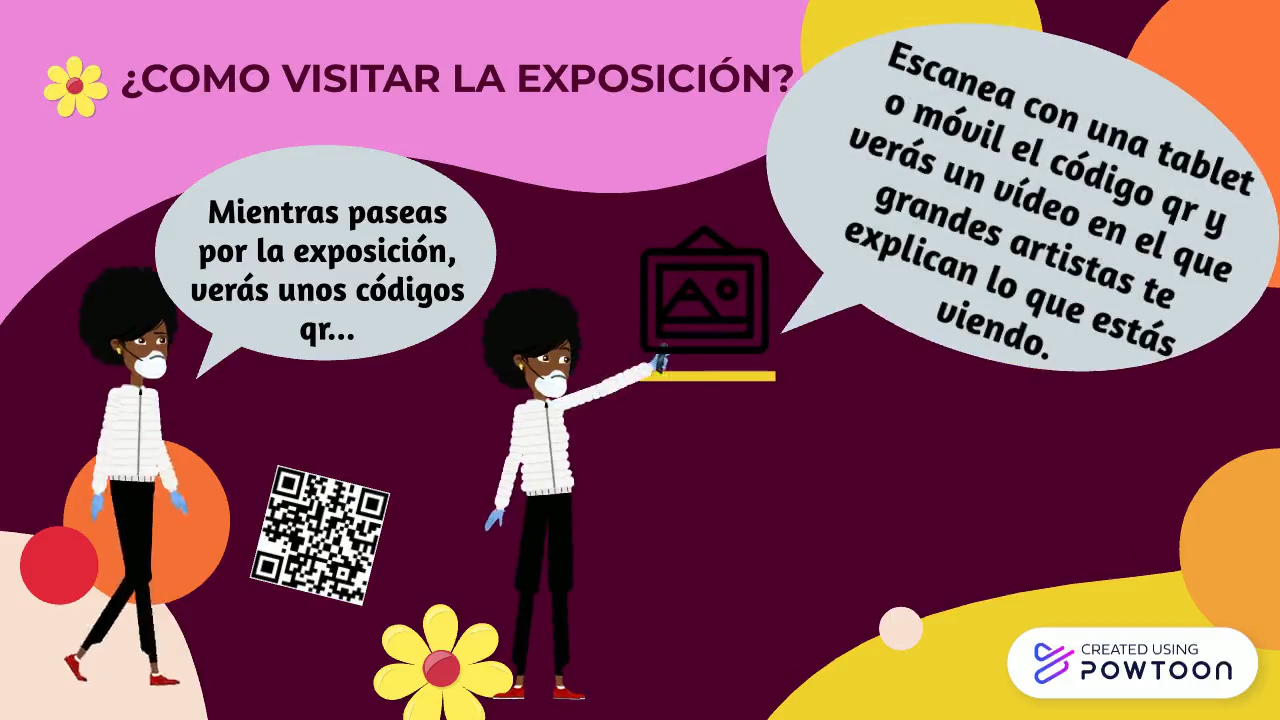 ¿COMO VISITAR LA EXPOSICIÓN?
Mientras paseas
por la exposición,
verás unos códigos
qr...
Escanea con una tablet
o móvil el código qr y
verás un vídeo en el que
grandes artistas te
explican lo que estás
viendo.
CREATED USING
POWTOON